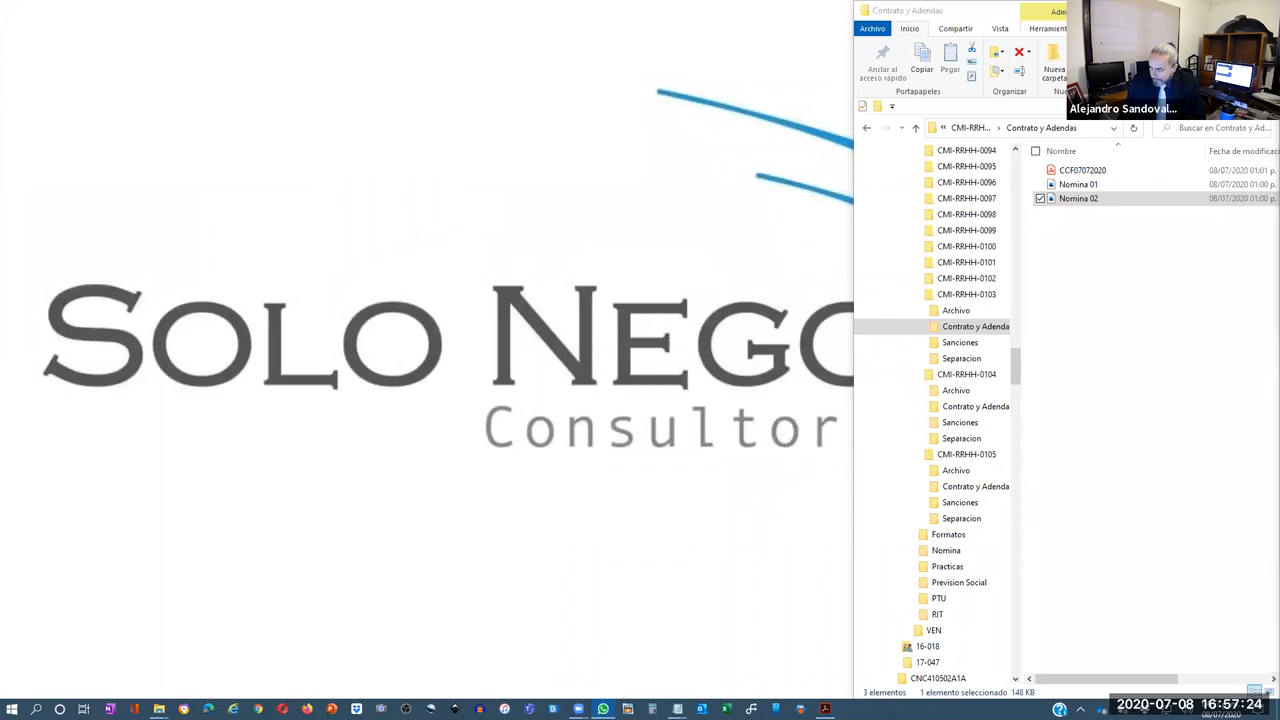 Contrato y Adendas
Adm
Archivo
Inicio
Compartir
Vista
Herramient
Anclar al
acceso rápido
Copiar
Pegar
Nueva
carpeta
Portapapeles
Organizar
Nu
Alejandro Sandoval...
« CMI-RRH... › Contrato y Adendas
Buscar en Contrato y Ad...
Nombre
Fecha de modificac
CCF07072020
08/07/2020 01:01 p.
Nomina 01
08/07/2020 01:00 p.
Nomina 02
08/07/2020 01:00 p.
CMI-RRHH-0094
CMI-RRHH-0095
CMI-RRHH-0096
CMI-RRHH-0097
CMI-RRHH-0098
CMI-RRHH-0099
CMI-RRHH-0100
CMI-RRHH-0101
CMI-RRHH-0102
CMI-RRHH-0103
Archivo
Contrato y Adenda
Sanciones
Separacion
CMI-RRHH-0104
Archivo
Contrato y Adenda
Sanciones
Separacion
CMI-RRHH-0105
Archivo
Contrato y Adenda
Sanciones
Separacion
Formatos
Nomina
Practicas
Prevision Social
PTU
RIT
VEN
16-018
17-047
CNC410502A1A
3 elementos
1 elemento seleccionado 148 KB
SOLO NEGO
Consultor
2020-07-08 16:57:24
08/07/2020